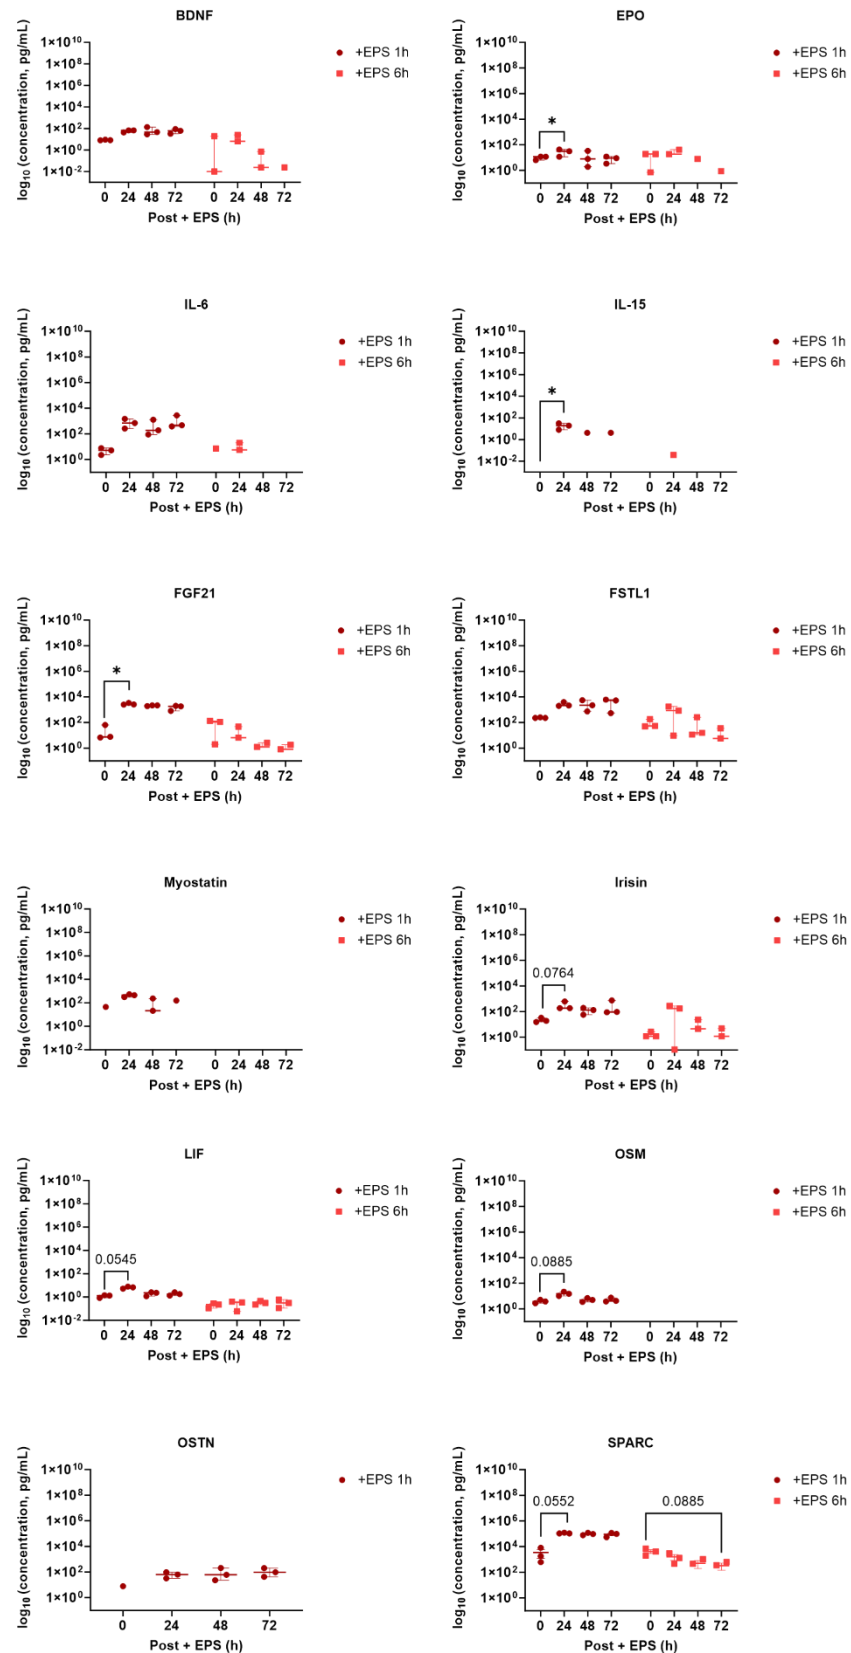 BDNF
log₁₀ (concentration, pg/mL)
1×10¹⁰
1×10⁸
1×10⁶
1×10⁴
1×10²
1×10⁰
1×10⁻²
0 24 48 72 0 24 48 72
Post + EPS (h)
+EPS 1h
+EPS 6h
EPO
log₁₀ (concentration, pg/mL)
1×10¹⁰
1×10⁸
1×10⁶
1×10⁴
1×10²
1×10⁰
*
0 24 48 72 0 24 48 72
Post + EPS (h)
+EPS 1h
+EPS 6h
IL-6
log₁₀ (concentration, pg/mL)
1×10¹⁰
1×10⁸
1×10⁶
1×10⁴
1×10²
1×10⁰
0 24 48 72 0 24 48 72
Post + EPS (h)
+EPS 1h
+EPS 6h
IL-15
log₁₀ (concentration, pg/mL)
1×10¹⁰
1×10⁸
1×10⁶
1×10⁴
1×10²
1×10⁰
1×10⁻²
*
0 24 48 72 0 24 48 72
Post + EPS (h)
+EPS 1h
+EPS 6h
FGF21
log₁₀ (concentration, pg/mL)
1×10¹⁰
1×10⁸
1×10⁶
1×10⁴
1×10²
1×10⁰
*
0 24 48 72 0 24 48 72
Post + EPS (h)
+EPS 1h
+EPS 6h
FSTL1
log₁₀ (concentration, pg/mL)
1×10¹⁰
1×10⁸
1×10⁶
1×10⁴
1×10²
1×10⁰
0 24 48 72 0 24 48 72
Post + EPS (h)
+EPS 1h
+EPS 6h
Myostatin
log₁₀ (concentration, pg/mL)
1×10¹⁰
1×10⁸
1×10⁶
1×10⁴
1×10²
1×10⁰
1×10⁻²
0 24 48 72 0 24 48 72
Post + EPS (h)
+EPS 1h
+EPS 6h
Irisin
log₁₀ (concentration, pg/mL)
1×10¹⁰
1×10⁸
1×10⁶
1×10⁴
1×10²
1×10⁰
0.0764
0 24 48 72 0 24 48 72
Post + EPS (h)
+EPS 1h
+EPS 6h
LIF
log₁₀ (concentration, pg/mL)
1×10¹⁰
1×10⁸
1×10⁶
1×10⁴
1×10²
1×10⁰
1×10⁻²
0.0545
0 24 48 72 0 24 48 72
Post + EPS (h)
+EPS 1h
+EPS 6h
OSM
log₁₀ (concentration, pg/mL)
1×10¹⁰
1×10⁸
1×10⁶
1×10⁴
1×10²
1×10⁰
0.0885
0 24 48 72 0 24 48 72
Post + EPS (h)
+EPS 1h
+EPS 6h
OSTN
log₁₀ (concentration, pg/mL)
1×10¹⁰
1×10⁸
1×10⁶
1×10⁴
1×10²
1×10⁰
0 24 48 72
Post + EPS (h)
+EPS 1h
SPARC
log₁₀ (concentration, pg/mL)
1×10¹⁰
1×10⁸
1×10⁶
1×10⁴
1×10²
1×10⁰
0.0552
0.0885
0 24 48 72 0 24 48 72
Post + EPS (h)
+EPS 1h
+EPS 6h